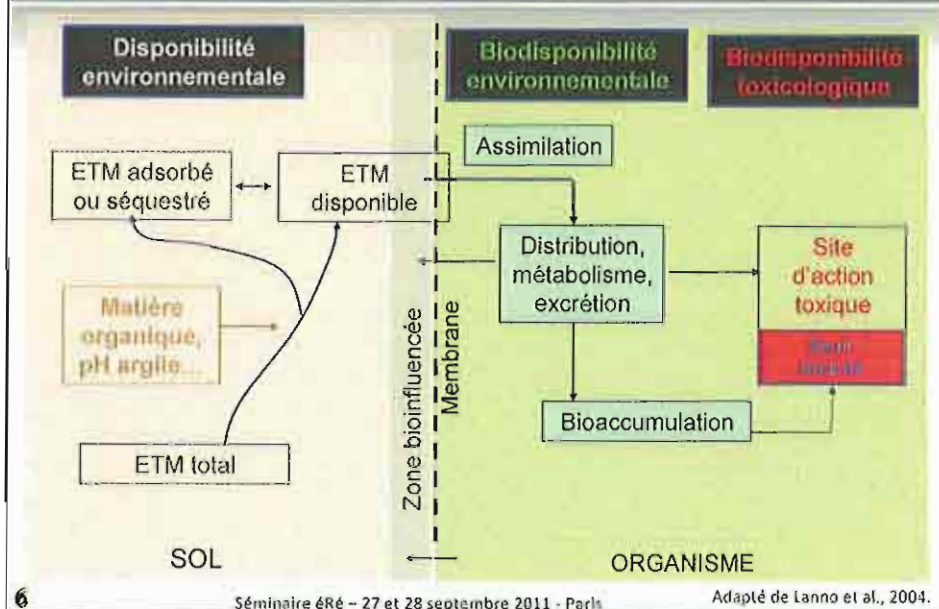 Disponibilité
environnementale
Biodisponibilité
environnementale
Biodisponibilité
toxicologique
Assimilation
ETM adsorbé
ou séquestré
ETM
disponible
Distribution,
métabolisme,
excrétion
Site
d'action
toxique
Matière
organique,
pH argile...
Zone bioinfluencée
Membrane
Bioaccumulation
ETM total
SOL
ORGANISME
6
Séminaire éRé – 27 et 28 septembre 2011 - Paris
Adapté de Lanno et al., 2004.